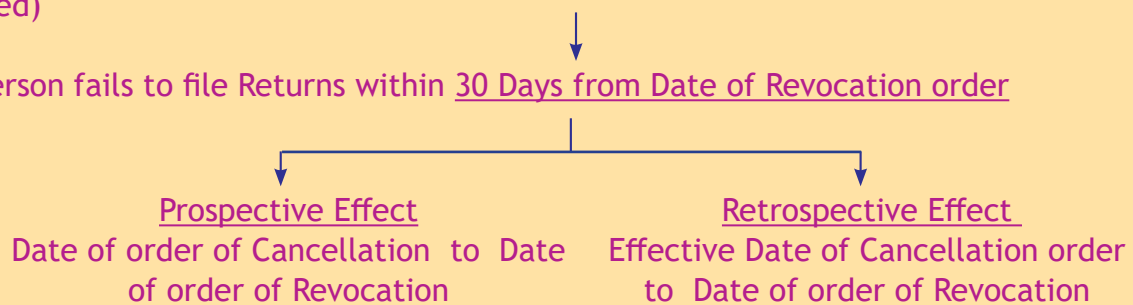 ed)
erson fails to file Returns within 30 Days from Date of Revocation order
Prospective Effect
Date of order of Cancellation to Date
of order of Revocation
Retrospective Effect
Effective Date of Cancellation order
to Date of order of Revocation